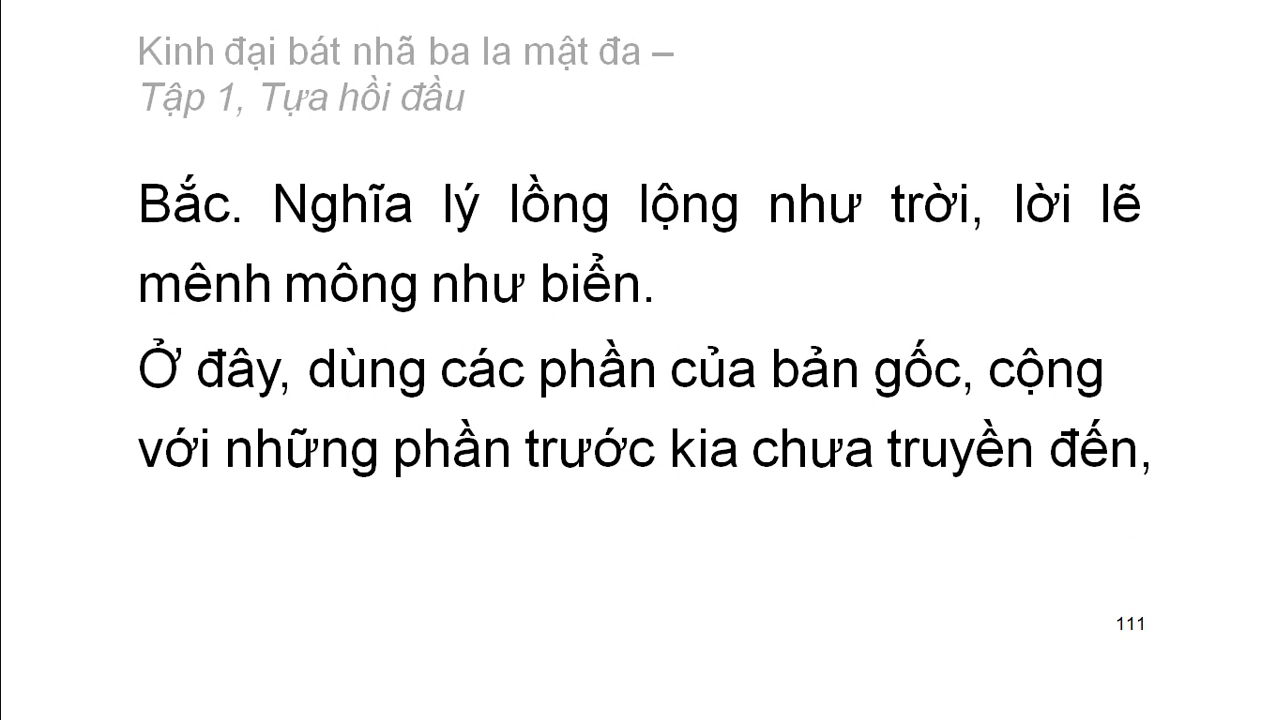 Kinh đại bát nhã ba la mật đa –
Tập 1, Tựa hồi đầu
Bắc. Nghĩa lý lồng lộng như trời, lời lẽ
mênh mông như biển.
Ở đây, dùng các phần của bản gốc, cộng
với những phần trước kia chưa truyền đến,
111